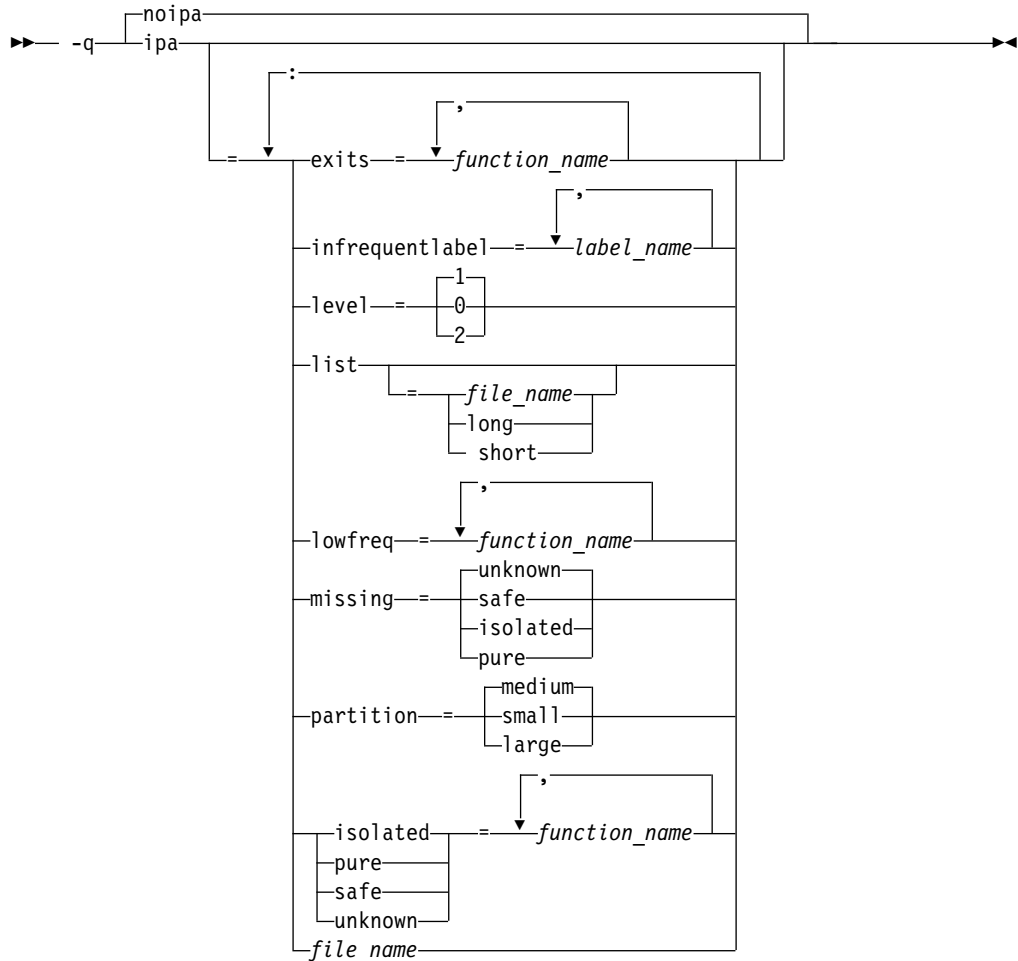 noipa
-q ipa
:
,
= exits = function_name
,
infrequentlabel = label_name
1
level = 0
2
list
= file_name
long
short
,
lowfreq = function_name
unknown
missing = safe
isolated
pure
medium
partition = small
large
,
isolated = function_name
pure
safe
unknown
file name